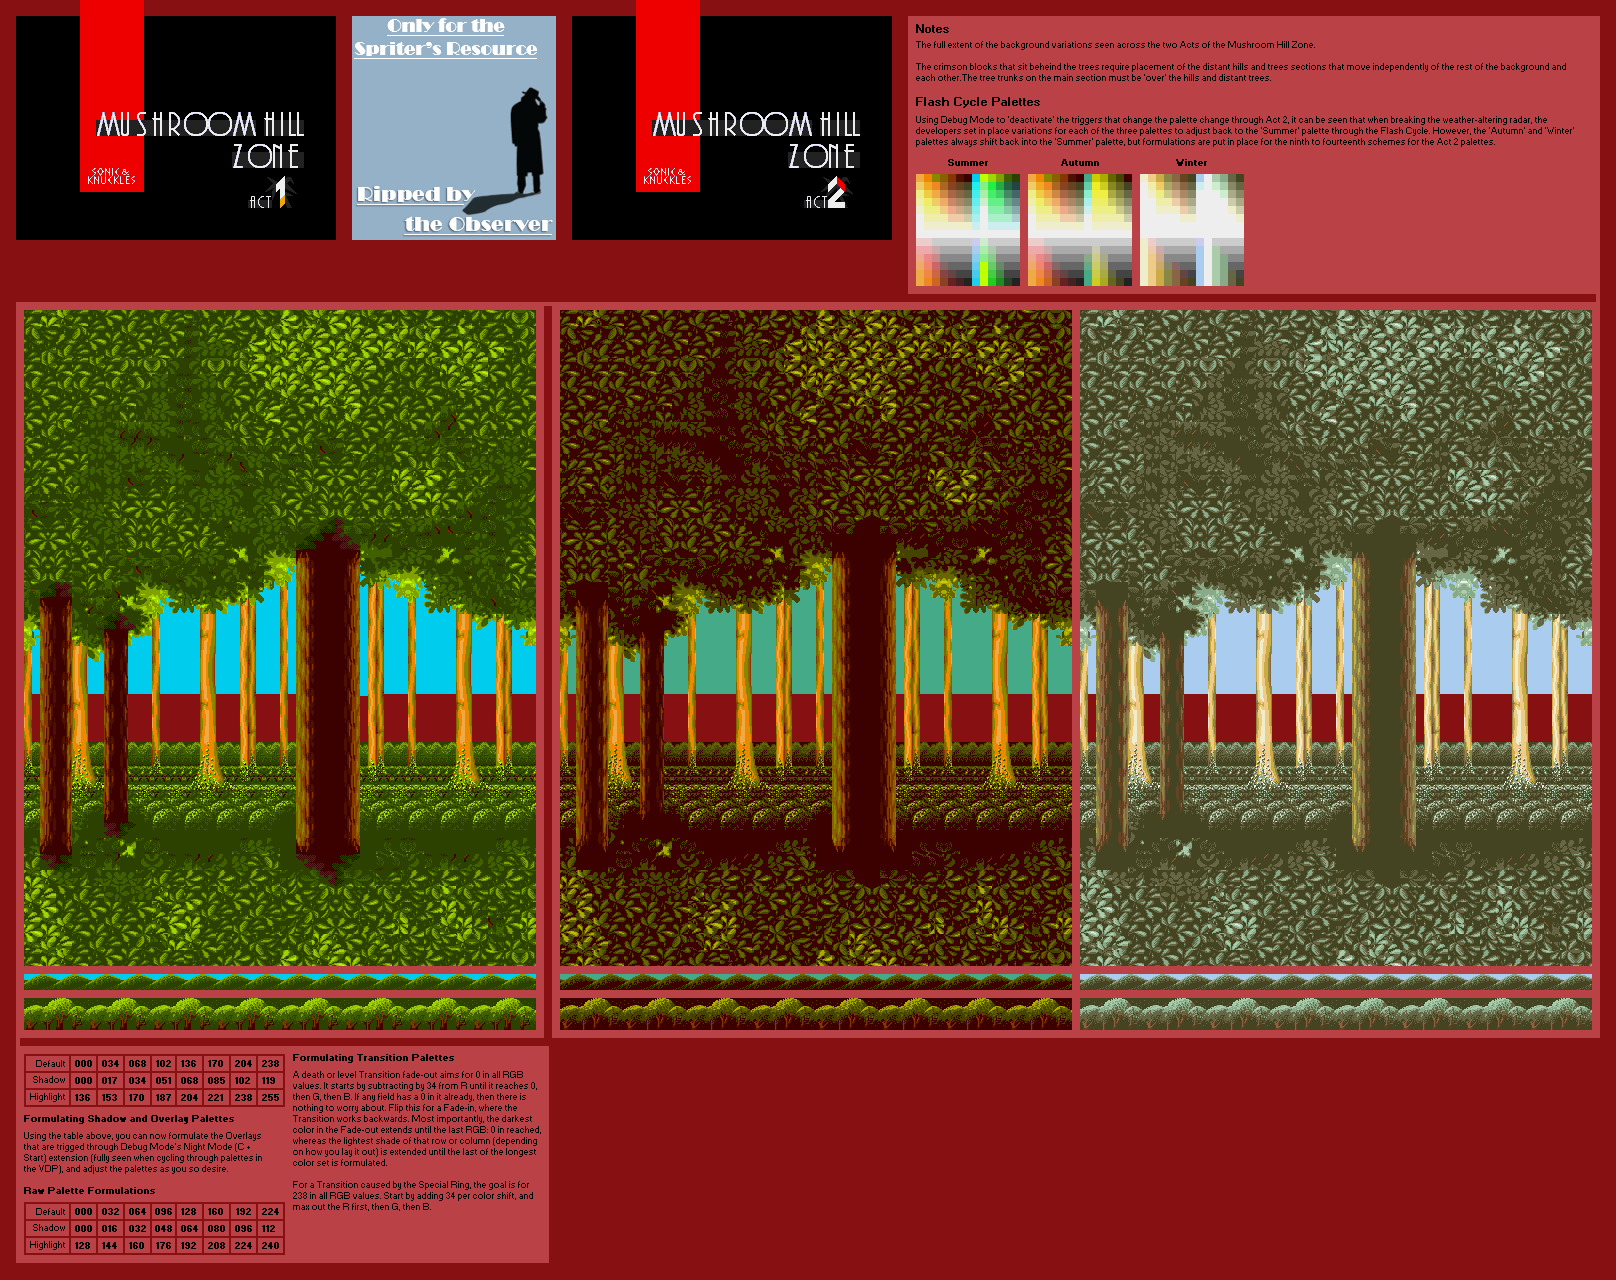 MUSHROOM HILL
ZONE
SONIC &
KNUCKLES
ACT 1
Only for the
Spriter's Resource
Ripped by
the Observer
MUSHROOM HILL
ZONE
SONIC &
KNUCKLES
ACT 2
Notes
The full extent of the background variations seen across the two Acts of the Mushroom Hill Zone.
The crimson blocks that sit beheind the trees require placement of the distant hills and trees sections that move independently of the rest of the background and
each other.The tree trunks on the main section must be 'over' the hills and distant trees.
Flash Cycle Palettes
Using Debug Mode to 'deactivate' the triggers that change the palette change through Act 2, it can be seen that when breaking the weather-altering radar, the
developers set in place variations for each of the three palettes to adjust back to the 'Summer' palette through the Flash Cycle. However, the 'Autumn' and 'Winter'
palettes always shift back into the 'Summer' palette, but formulations are put in place for the ninth to fourteenth schemes for the Act 2 palettes.
Summer Autumn Winter
Default 000 034 068 102 136 170 204 238
Shadow 000 017 034 051 068 085 102 119
Highlight 136 153 170 187 204 221 238 255
Formulating Shadow and Overlay Palettes
Using the table above, you can now formulate the Overlays
that are trigged through Debug Mode's Night Mode (C +
Start) extension (fully seen when cycling through palettes in
the VDP), and adjust the palettes as you so desire.
Raw Palette Formulations
Default 000 032 064 096 128 160 192 224
Shadow 000 016 032 048 064 080 096 112
Highlight 128 144 160 176 192 208 224 240
Formulating Transition Palettes
A death or level Transition fade-out aims for 0 in all RGB
values. It starts by subtracting by 34 from R until it reaches 0,
then G, then B. If any field has a 0 in it already, then there is
nothing to worry about. Flip this for a Fade-in, where the
Transition works backwards. Most importantly, the darkest
color in the Fade-out extends until the last RGB: 0 in reached,
whereas the lightest shade of that row or column (depending
on how you lay it out) is extended until the last of the longest
color set is formulated.
For a Transition caused by the Special Ring, the goal is for
238 in all RGB values. Start by adding 34 per color shift, and
max out the R first, then G, then B.